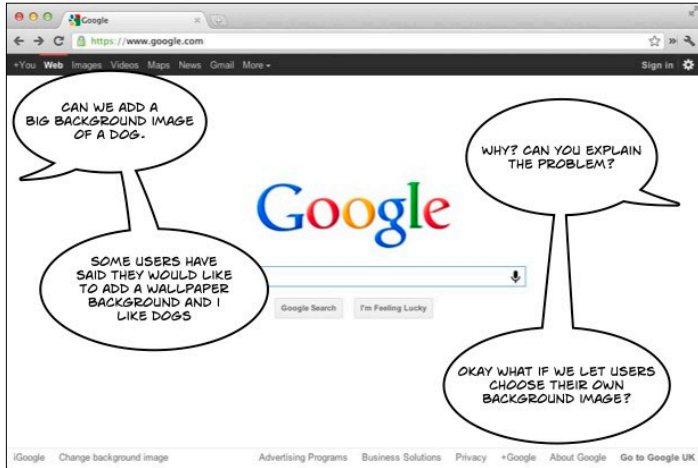 Google
https://www.google.com
+You Web Images Videos Maps News Gmail More
Sign in
CAN WE ADD A
BIG BACKGROUND IMAGE
OF A DOG.
WHY? CAN YOU EXPLAIN
THE PROBLEM?
Google
SOME USERS HAVE
SAID THEY WOULD LIKE
TO ADD A WALLPAPER
BACKGROUND AND I
LIKE DOGS
Google Search I'm Feeling Lucky
OKAY WHAT IF WE LET USERS
CHOOSE THEIR OWN
BACKGROUND IMAGE?
iGoogle Change background image Advertising Programs Business Solutions Privacy +Google About Google Go to Google UK